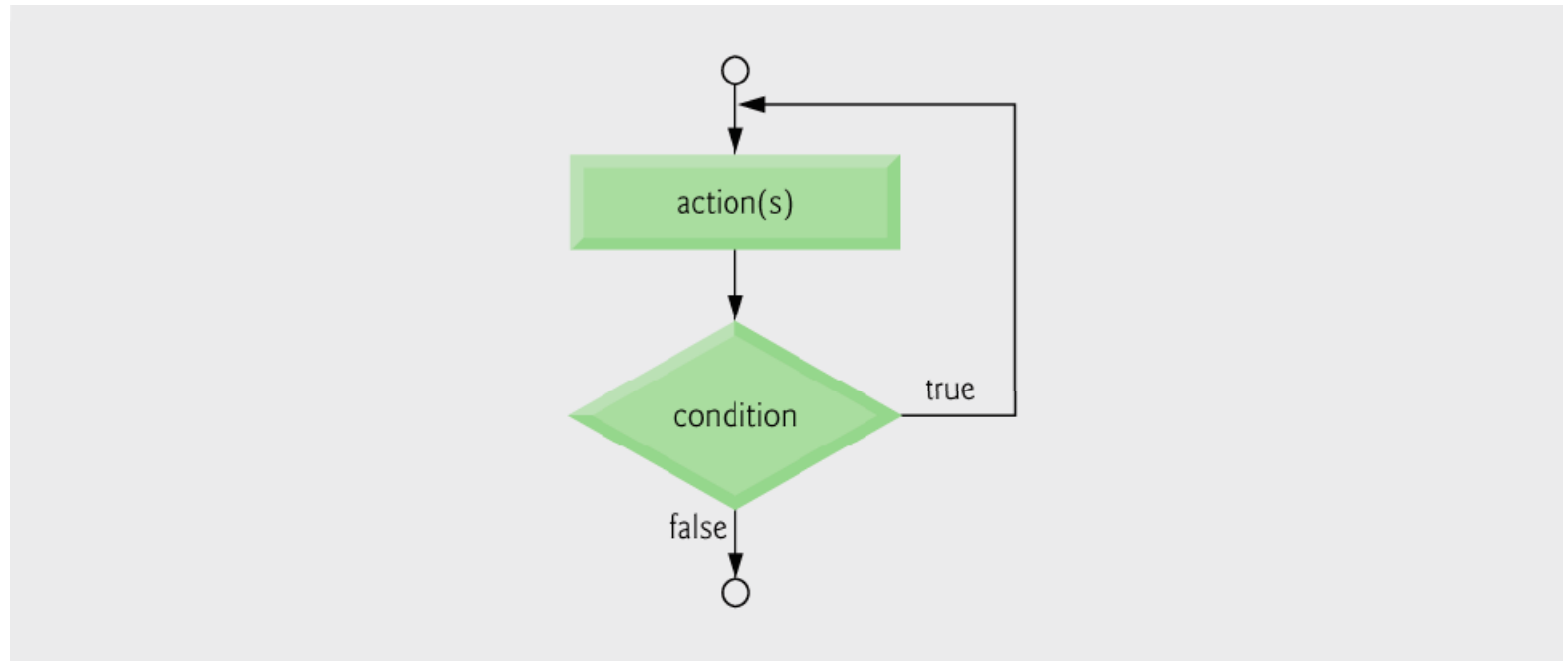 action(s)
condition
true
false